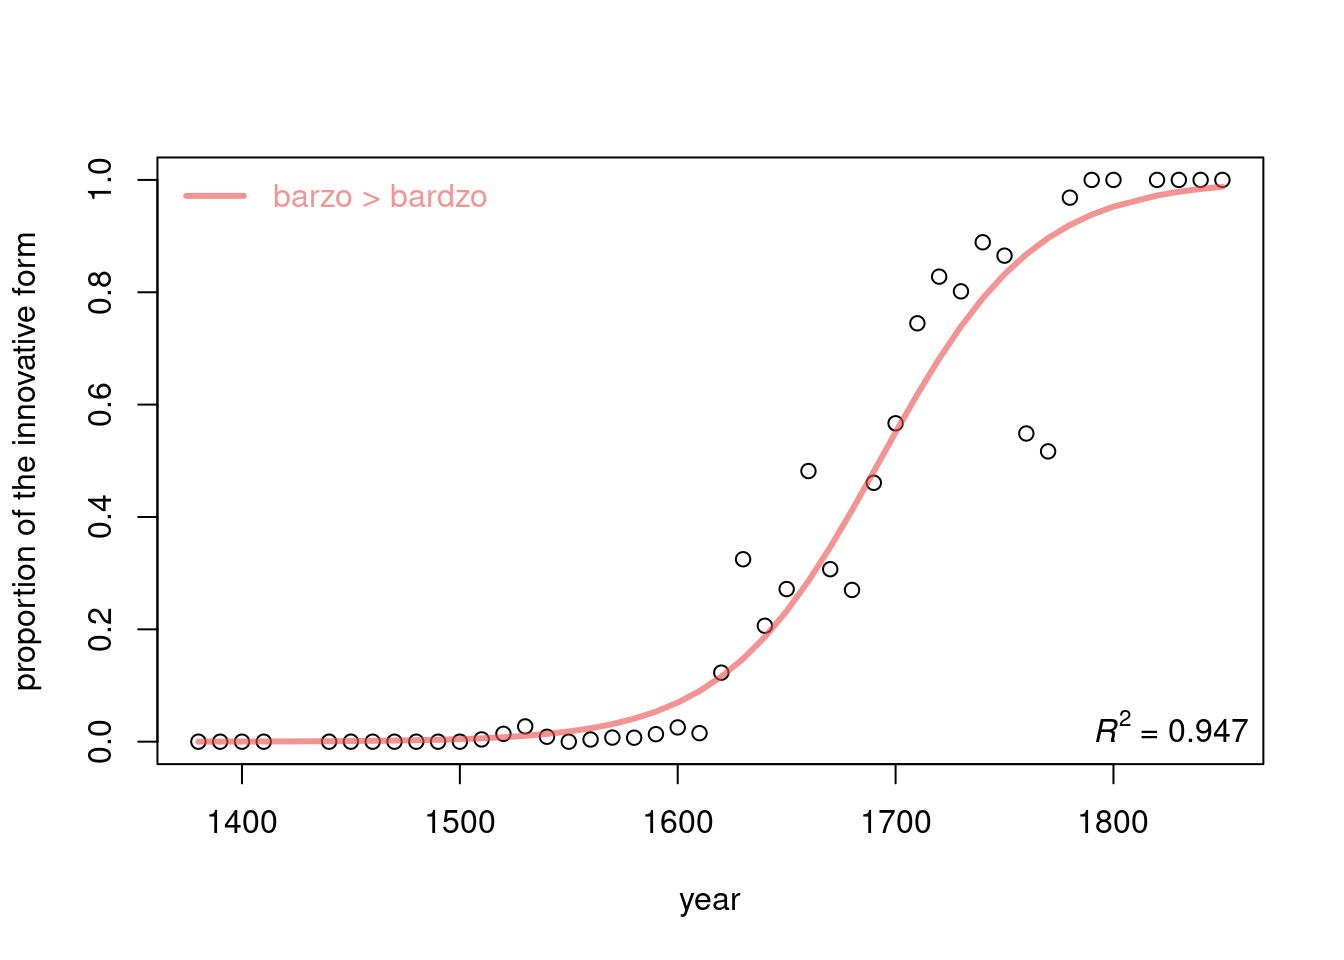 barzo > bardzo
1.0
0.8
0.6
0.4
0.2
0.0
proportion of the innovative form
R² = 0.947
1400 1500 1600 1700 1800
year